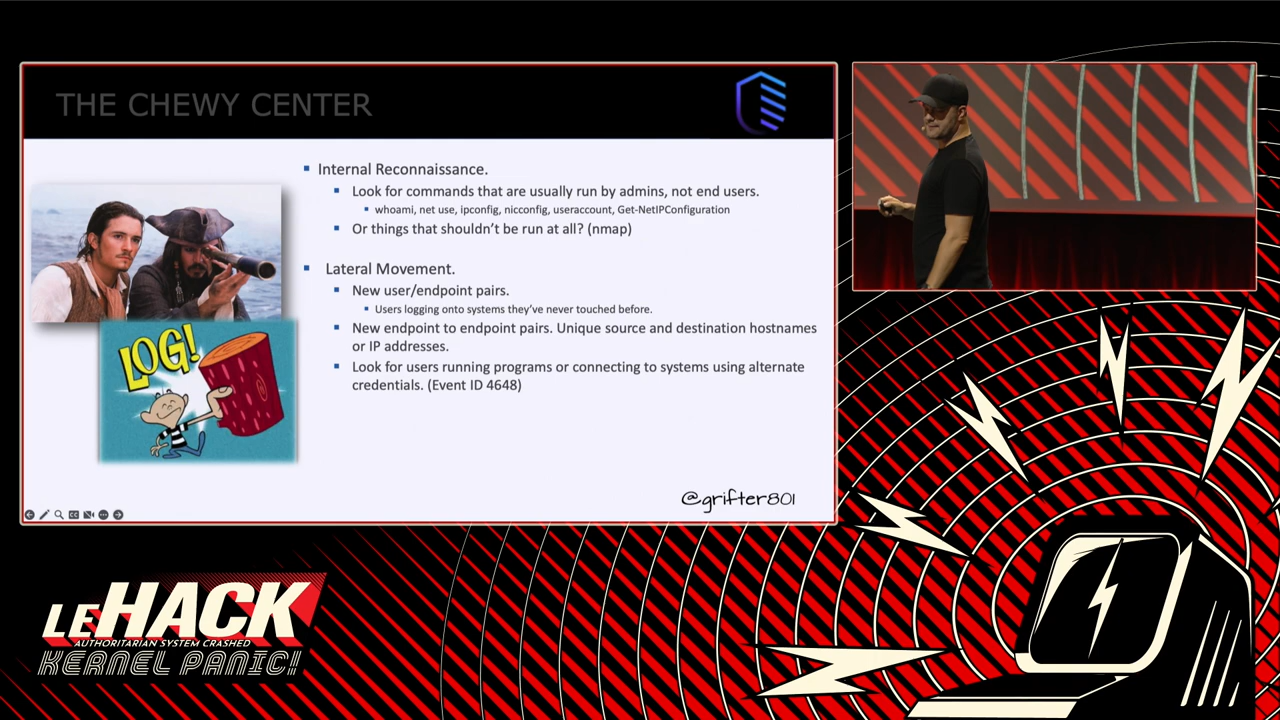 THE CHEWY CENTER
Internal Reconnaissance.
Look for commands that are usually run by admins, not end users.
whoami, net use, ipconfig, nicconfig, useraccount, Get-NetIPConfiguration
Or things that shouldn't be run at all? (nmap)
Lateral Movement.
New user/endpoint pairs.
Users logging onto systems they've never touched before.
New endpoint to endpoint pairs. Unique source and destination hostnames
or IP addresses.
Look for users running programs or connecting to systems using alternate
credentials. (Event ID 4648)
LOG!
@grifter801
LEHACK
AUTHORITARIAN SYSTEM CRASHED
KERNEL PANIC!